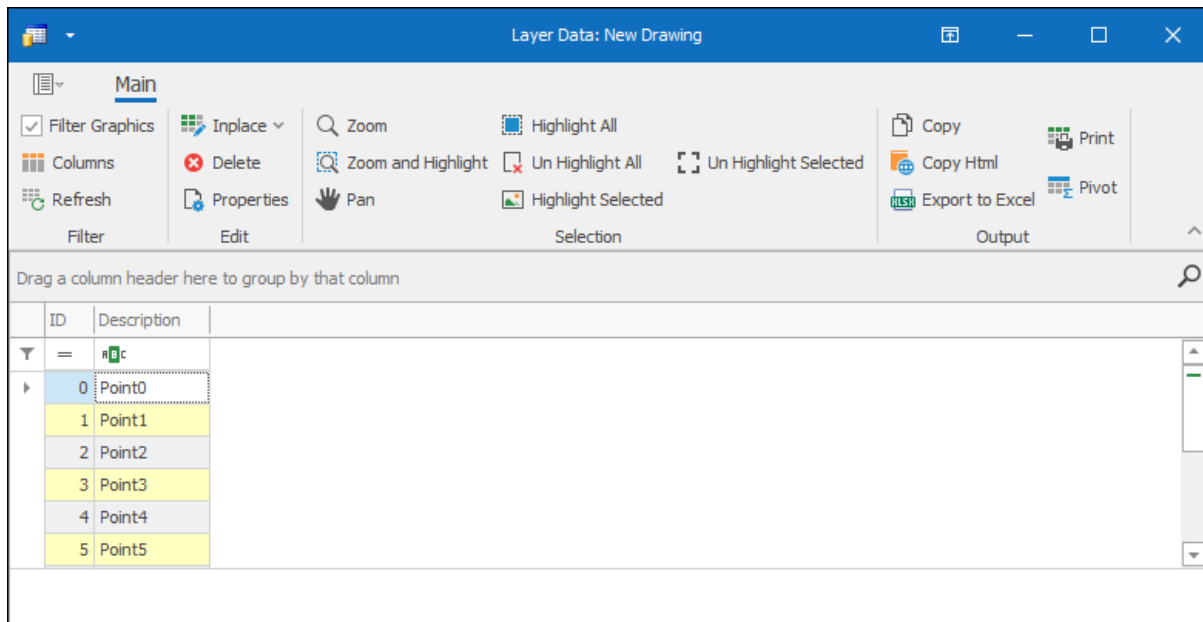 Layer Data: New Drawing
Main
Filter Graphics Inplace Zoom Highlight All Copy Print
Columns Delete Zoom and Highlight Un Highlight All Un Highlight Selected Copy Html
Refresh Properties Pan Highlight Selected XLSX Export to Excel Pivot
Filter Edit Selection Output
Drag a column header here to group by that column
ID Description
= ABC
0 Point0
1 Point1
2 Point2
3 Point3
4 Point4
5 Point5